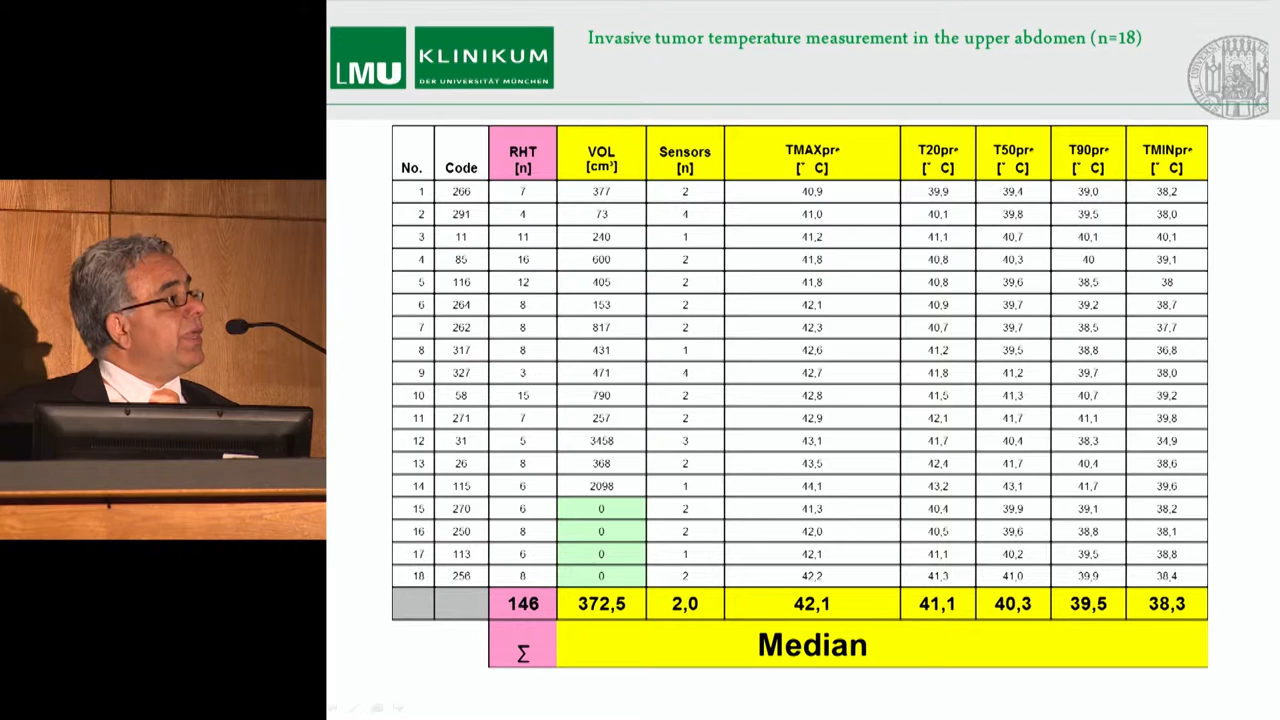 Invasive tumor temperature measurement in the upper abdomen (n=18)
LMU KLINIKUM
DER UNIVERSITÄT MÜNCHEN
No. Code RHT [n] VOL [cm³] Sensors [n] TMAXpr* [° C] T20pr* [° C] T50pr* [° C] T90pr* [° C] TMINpr* [° C]
1 266 7 377 2 40,9 39,9 39,4 39,0 38,2
2 291 4 73 4 41,0 40,1 39,8 39,5 38,0
3 11 11 240 1 41,2 41,1 40,7 40,1 40,1
4 85 16 600 2 41,8 40,8 40,3 40 39,1
5 116 12 405 2 41,8 40,8 39,6 38,5 38
6 264 8 153 2 42,1 40,9 39,7 39,2 38,7
7 262 8 817 2 42,3 40,7 39,7 38,5 37,7
8 317 8 431 1 42,6 41,2 39,5 38,8 36,8
9 327 3 471 4 42,7 41,8 41,2 39,7 38,0
10 58 15 790 2 42,8 41,5 41,3 40,7 39,2
11 271 7 257 2 42,9 42,1 41,7 41,1 39,8
12 31 5 3458 3 43,1 41,7 40,4 38,3 34,9
13 26 8 368 2 43,5 42,4 41,7 40,4 38,6
14 115 6 2098 1 44,1 43,2 43,1 41,7 39,6
15 270 6 0 2 41,3 40,4 39,9 39,1 38,2
16 250 8 0 2 42,0 40,5 39,6 38,8 38,1
17 113 6 0 1 42,1 41,1 40,2 39,5 38,8
18 256 8 0 2 42,2 41,3 41,0 39,9 38,4
146 372,5 2,0 42,1 41,1 40,3 39,5 38,3
Σ Median